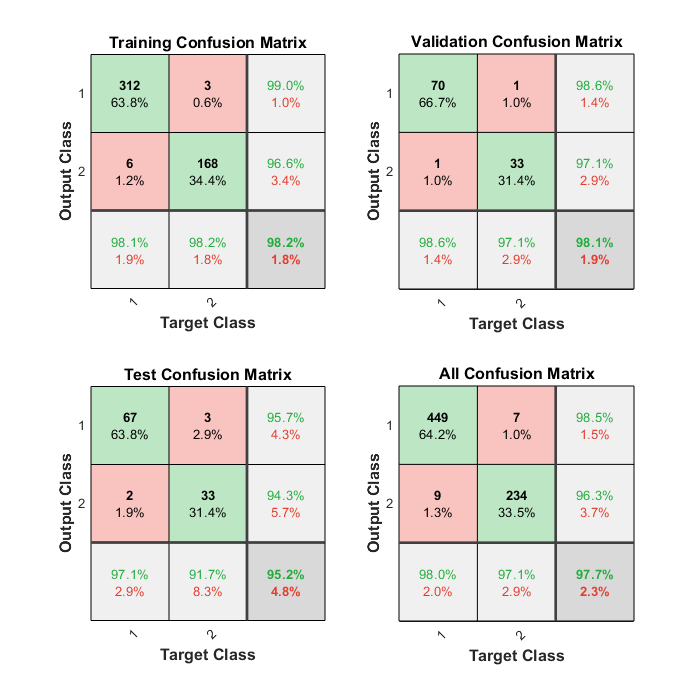 Training Confusion Matrix
1
312 3 99.0%
63.8% 0.6% 1.0%
2
6 168 96.6%
1.2% 34.4% 3.4%
98.1% 98.2% 98.2%
1.9% 1.8% 1.8%
1 2
Target Class
Output Class
Validation Confusion Matrix
1
70 1 98.6%
66.7% 1.0% 1.4%
2
1 33 97.1%
1.0% 31.4% 2.9%
98.6% 97.1% 98.1%
1.4% 2.9% 1.9%
1 2
Target Class
Output Class
Test Confusion Matrix
1
67 3 95.7%
63.8% 2.9% 4.3%
2
2 33 94.3%
1.9% 31.4% 5.7%
97.1% 91.7% 95.2%
2.9% 8.3% 4.8%
1 2
Target Class
Output Class
All Confusion Matrix
1
449 7 98.5%
64.2% 1.0% 1.5%
2
9 234 96.3%
1.3% 33.5% 3.7%
98.0% 97.1% 97.7%
2.0% 2.9% 2.3%
1 2
Target Class
Output Class